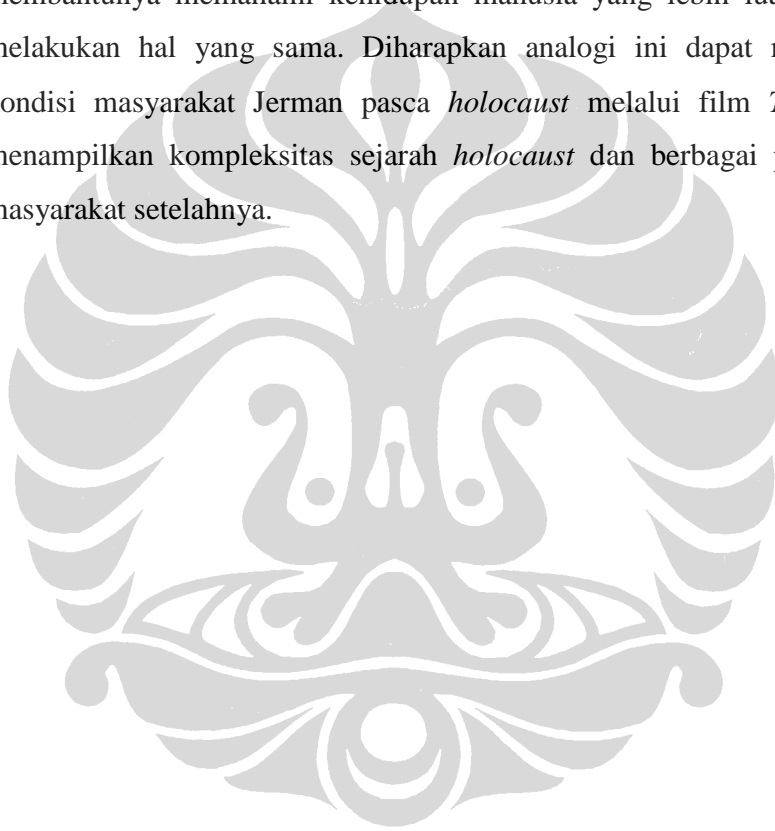 membantunya memahami kehidupan manusia yang lebih
melakukan hal yang sama. Diharapkan analogi ini dapat
kondisi masyarakat Jerman pasca holocaust melalui film
menampilkan kompleksitas sejarah holocaust dan berbagai
masyarakat setelahnya.